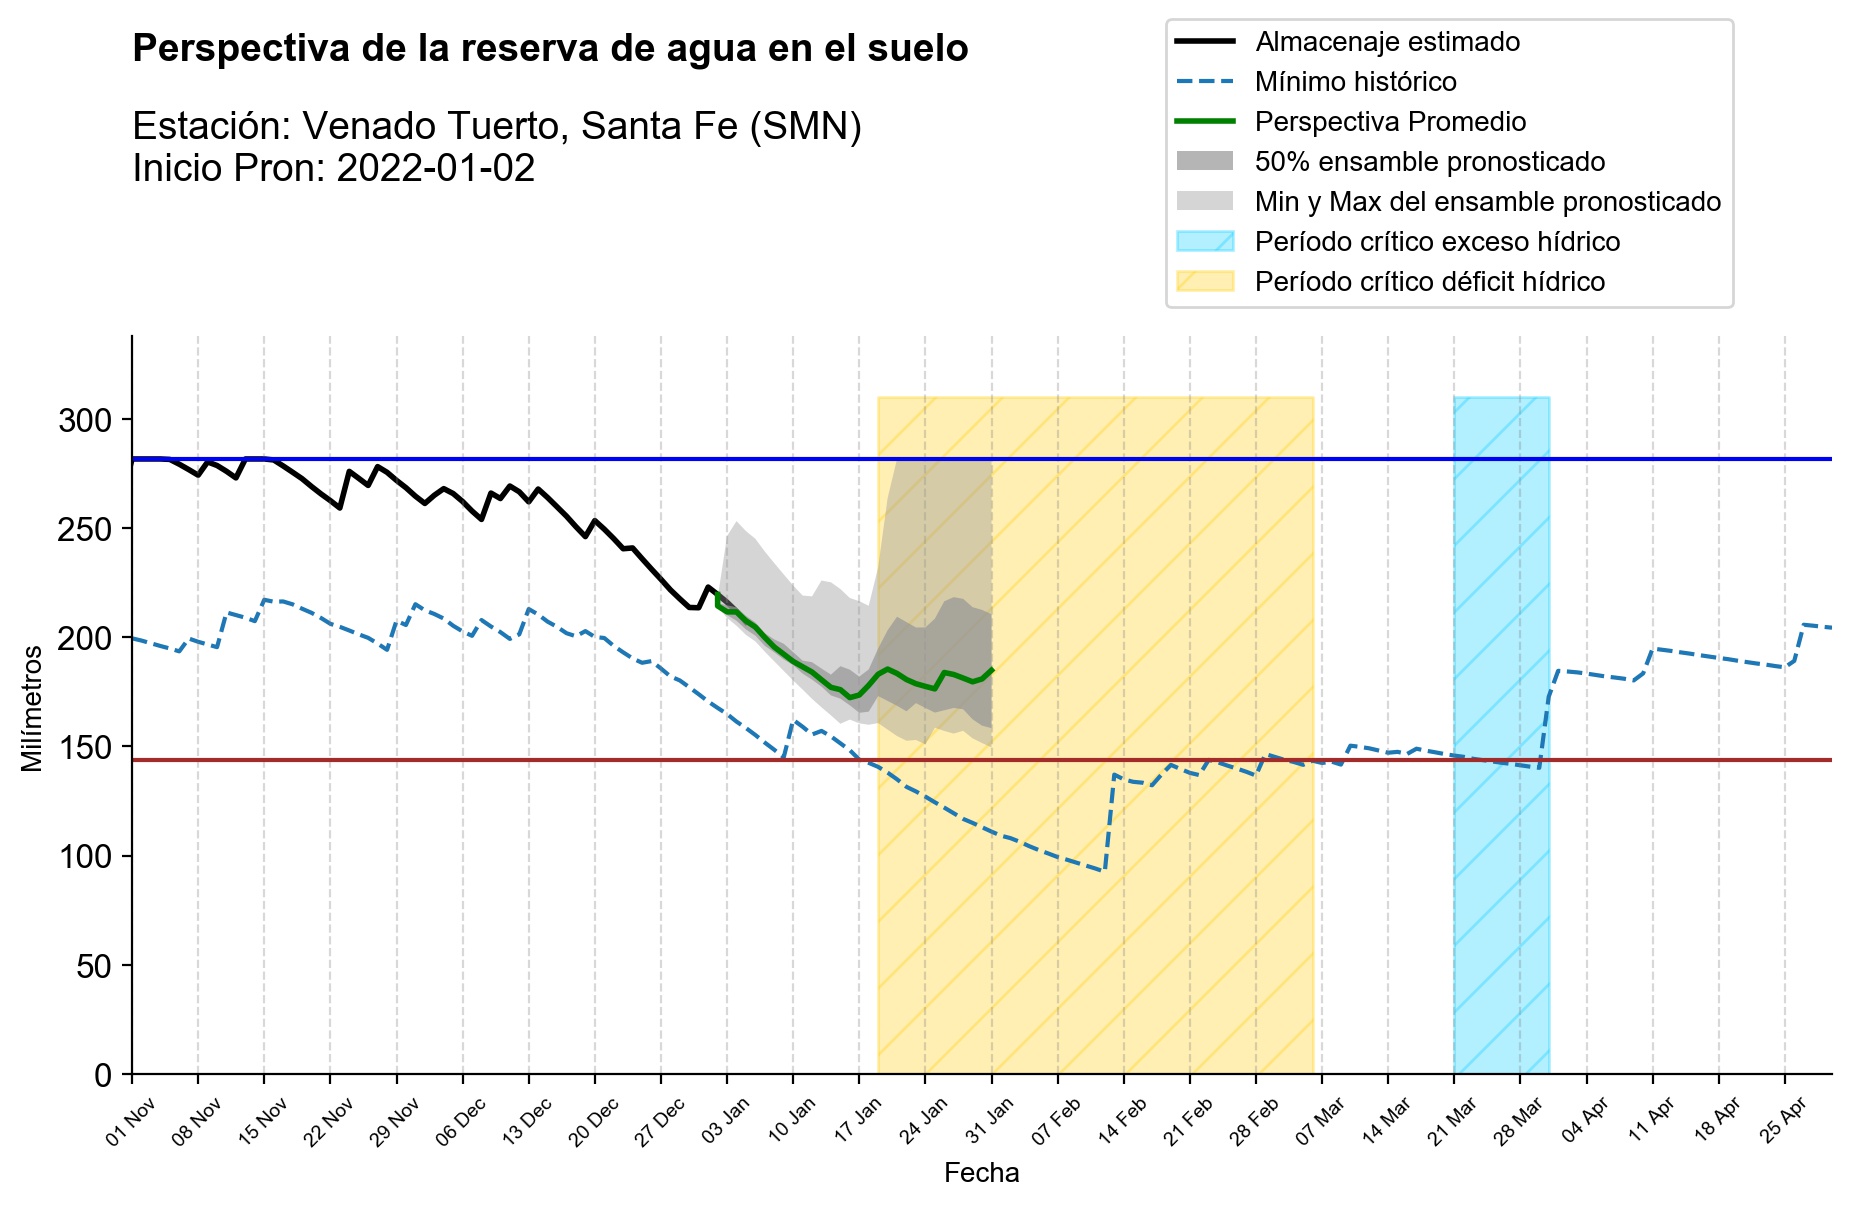 Perspectiva de la reserva de agua en el suelo
Estación: Venado Tuerto, Santa Fe (SMN)
Inicio Pron: 2022-01-02
Almacenaje estimado
Mínimo histórico
Perspectiva Promedio
50% ensamble pronosticado
Min y Max del ensamble pronosticado
Período crítico exceso hídrico
Período crítico déficit hídrico
300
250
200
150
100
50
0
Milímetros
01 Nov
08 Nov
15 Nov
22 Nov
29 Nov
06 Dec
13 Dec
20 Dec
27 Dec
03 Jan
10 Jan
17 Jan
24 Jan
31 Jan
07 Feb
14 Feb
21 Feb
28 Feb
07 Mar
14 Mar
21 Mar
28 Mar
04 Apr
11 Apr
18 Apr
25 Apr
Fecha